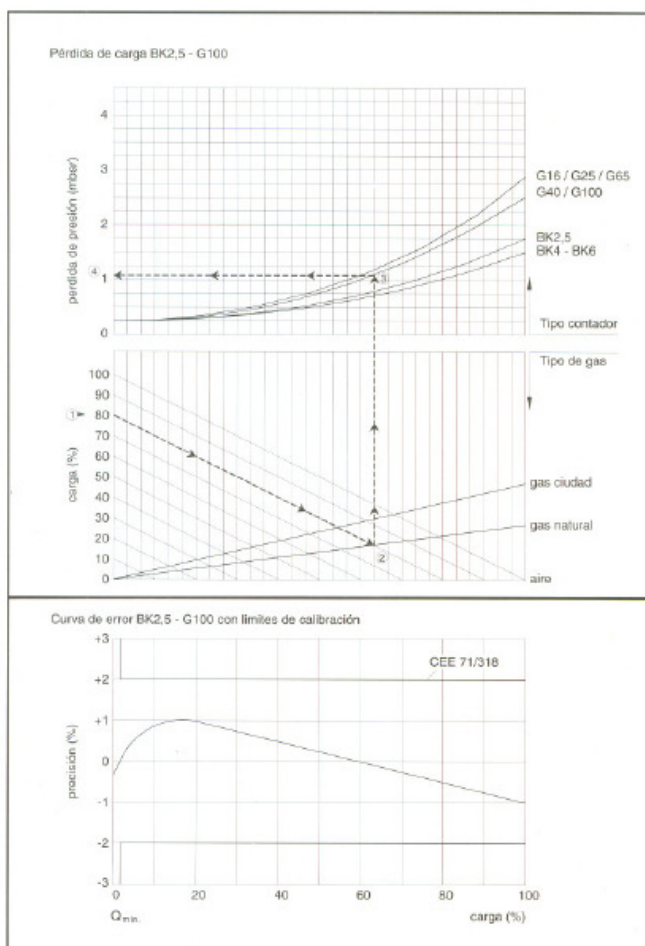 Pérdida de carga BK2,5 - G100
perdida de presión (mbar)
4
3
2
1
0
4
3
G16 / G25 / G65
G40 / G100
BK2,5
BK4 - BK6
Tipo contador
Tipo de gas
carga (%)
100
90
80
70
60
50
40
30
20
10
0
1
2
gas ciudad
gas natural
aire
Curva de error BK2,5 - G100 con limites de calibración
precisión (%)
+3
+2
+1
0
-1
-2
-3
CEE 71/318
0
20
40
60
80
100
Qmin.
carga (%)